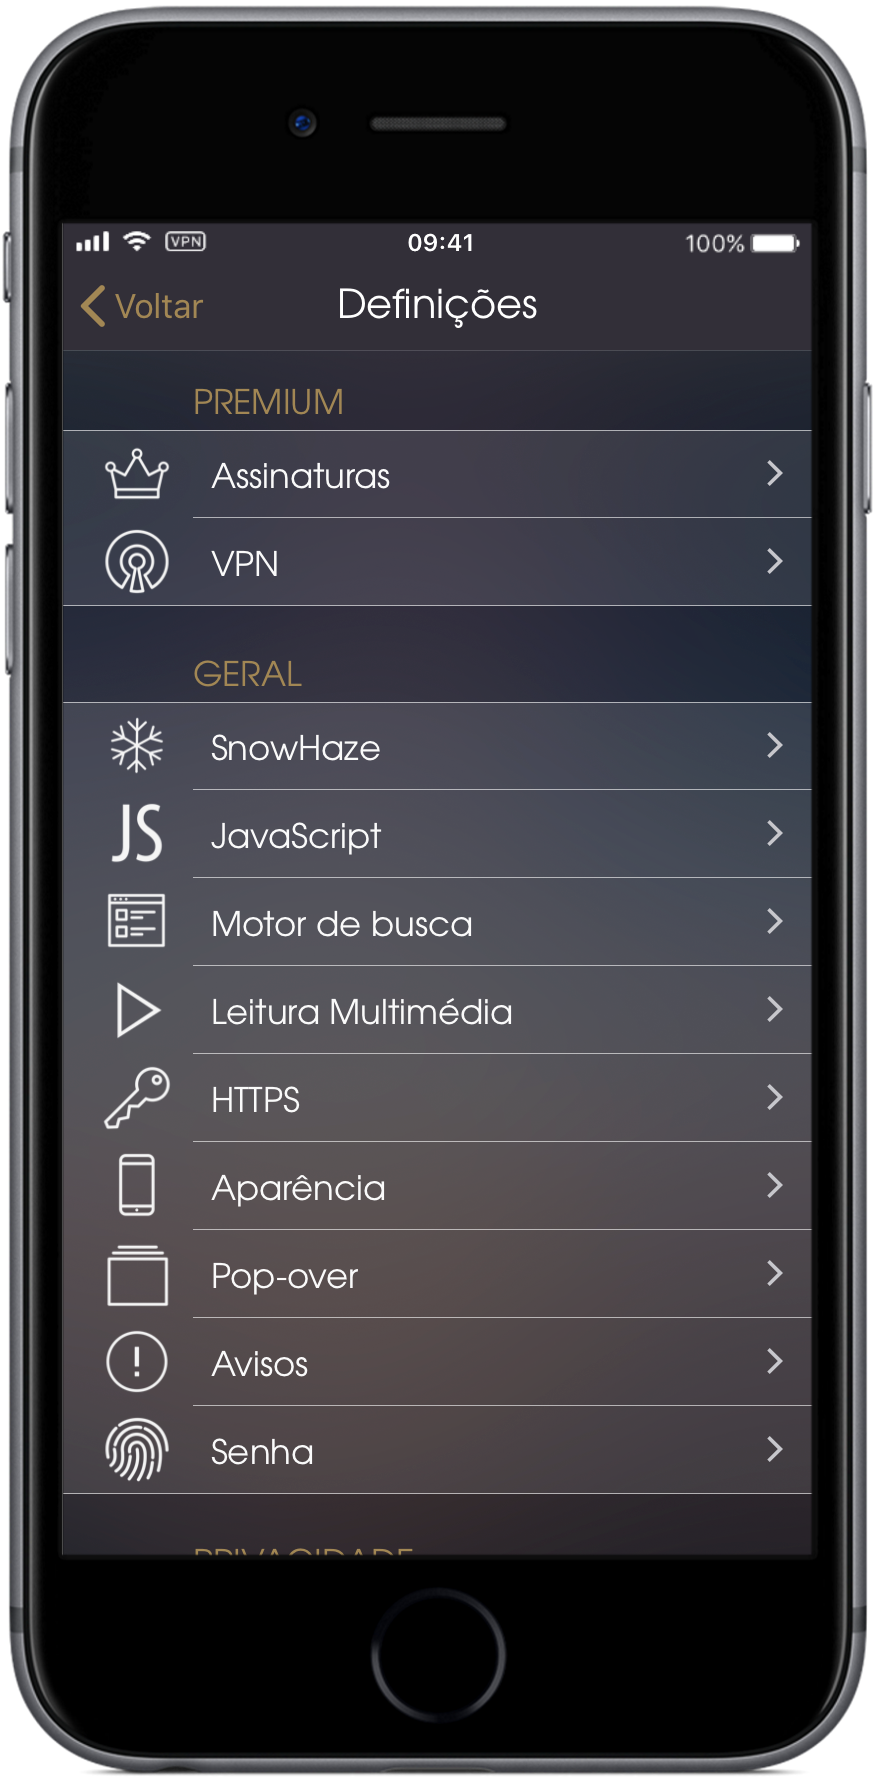 VPN 09:41 100%
Voltar Definições
PREMIUM
Assinaturas
VPN
GERAL
SnowHaze
JS JavaScript
Motor de busca
Leitura Multimédia
HTTPS
Aparência
Pop-over
Avisos
Senha
PRIVACIDADE